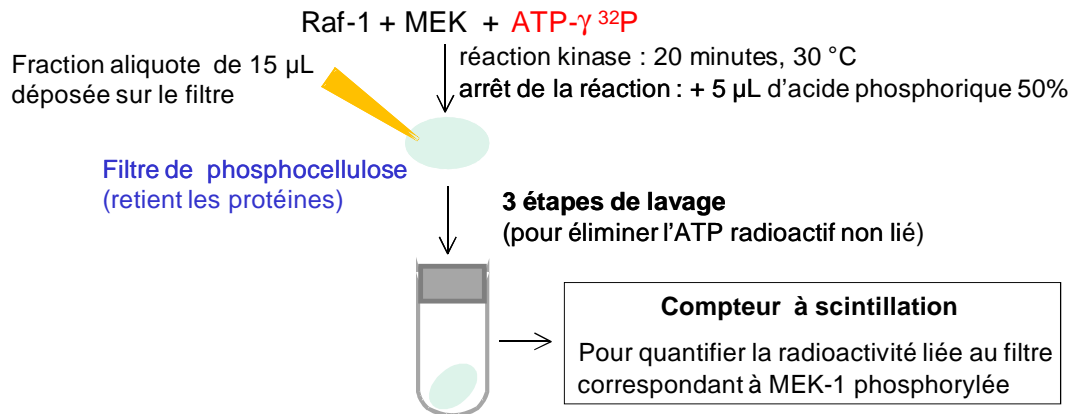 Raf-1 + MEK + ATP-γ ³²P
réaction kinase : 20 minutes, 30 °C
arrêt de la réaction : + 5 µL d'acide phosphorique 50%
Fraction aliquote de 15 µL
déposée sur le filtre
Filtre de phosphocellulose
(retient les protéines)
3 étapes de lavage
(pour éliminer l'ATP radioactif non lié)
Compteur à scintillation
Pour quantifier la radioactivité liée au filtre
correspondant à MEK-1 phosphorylée